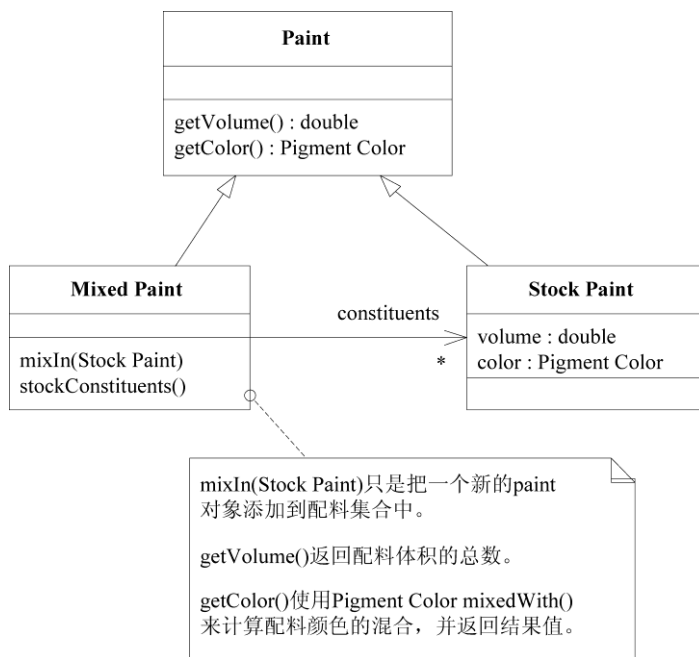 Paint
getVolume() : double
getColor() : Pigment Color
Mixed Paint
mixIn(Stock Paint)
stockConstituents()
constituents
*
Stock Paint
volume : double
color : Pigment Color
mixIn(Stock Paint)只是把一个新的paint
对象添加到配料集合中。
getVolume()返回配料体积的总数。
getColor()使用Pigment Color mixedWith()
来计算配料颜色的混合，并返回结果值。